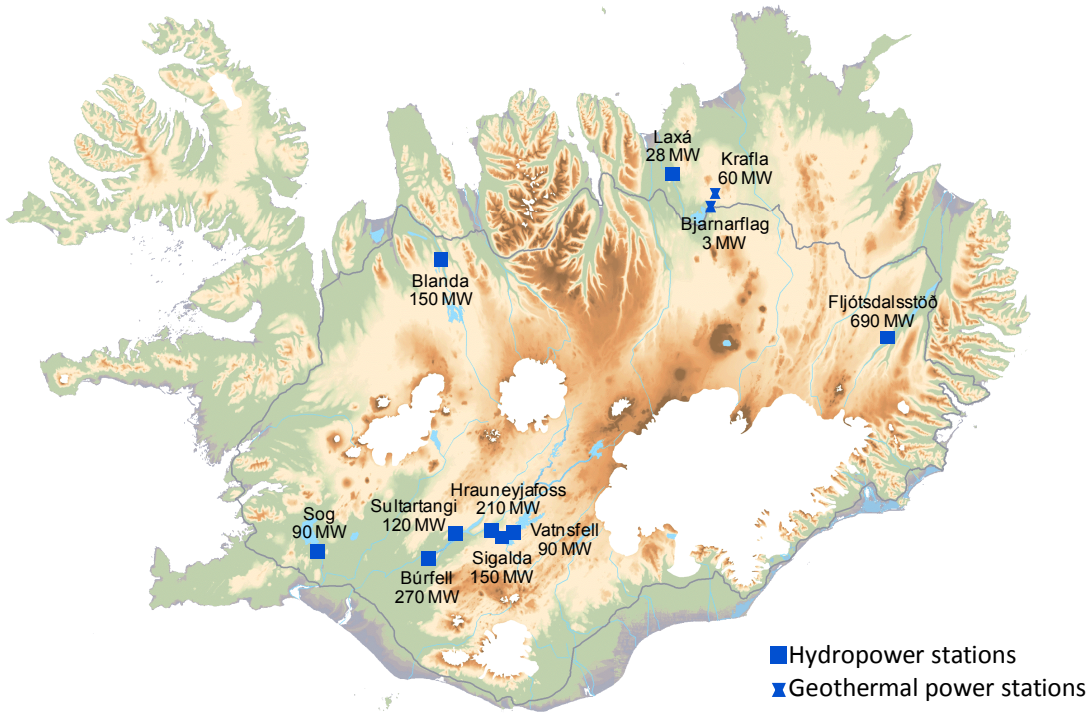 Laxá
28 MW
Krafla
60 MW
Bjarnarflag
3 MW
Blanda
150 MW
Fljótsdalsstöð
690 MW
Hrauneyjafoss
210 MW
Sultartangi
120 MW
Sog
90 MW
Vatnsfell
90 MW
Sigalda
150 MW
Búrfell
270 MW
Hydropower stations
Geothermal power stations